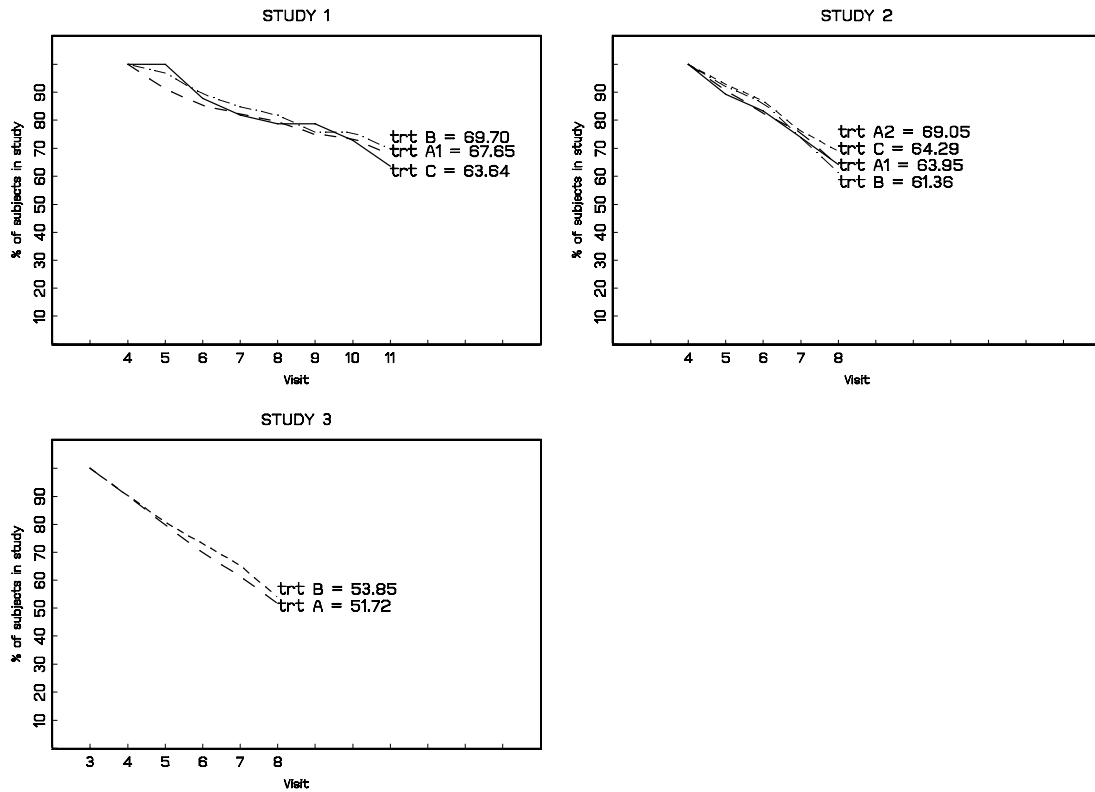 STUDY 1
% of subjects in study
90
80
70
60
50
40
30
20
10
trt B = 69.70
trt A1 = 67.65
trt C = 63.64
4 5 6 7 8 9 10 11
Visit
STUDY 2
% of subjects in study
90
80
70
60
50
40
30
20
10
trt A2 = 69.05
trt C = 64.29
trt A1 = 63.95
trt B = 61.36
4 5 6 7 8
Visit
STUDY 3
% of subjects in study
90
80
70
60
50
40
30
20
10
trt B = 53.85
trt A = 51.72
3 4 5 6 7 8
Visit